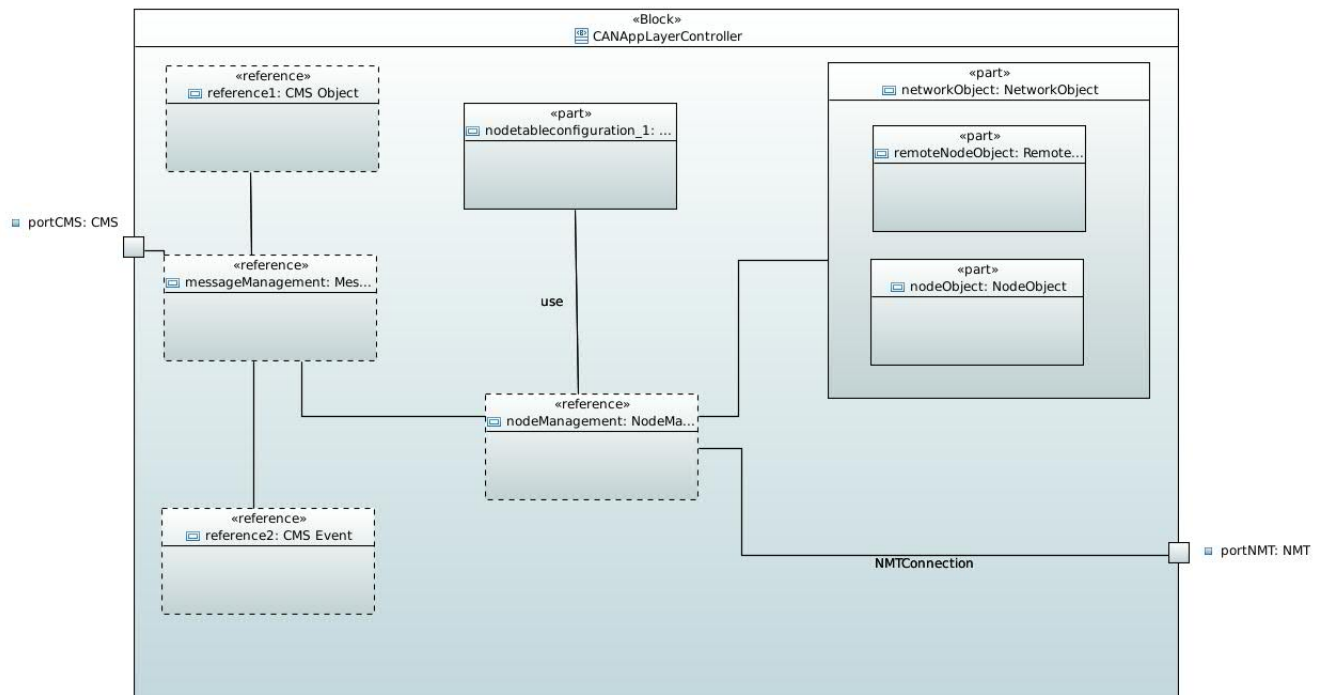 «Block»
CANAppLayerController
«reference»
reference1: CMS Object
«part»
nodetableconfiguration_1: ...
«part»
networkObject: NetworkObject
«part»
remoteNodeObject: Remote...
portCMS: CMS
«reference»
messageManagement: Mes...
«part»
nodeObject: NodeObject
use
«reference»
nodeManagement: NodeMa...
«reference»
reference2: CMS Event
NMTConnection
portNMT: NMT